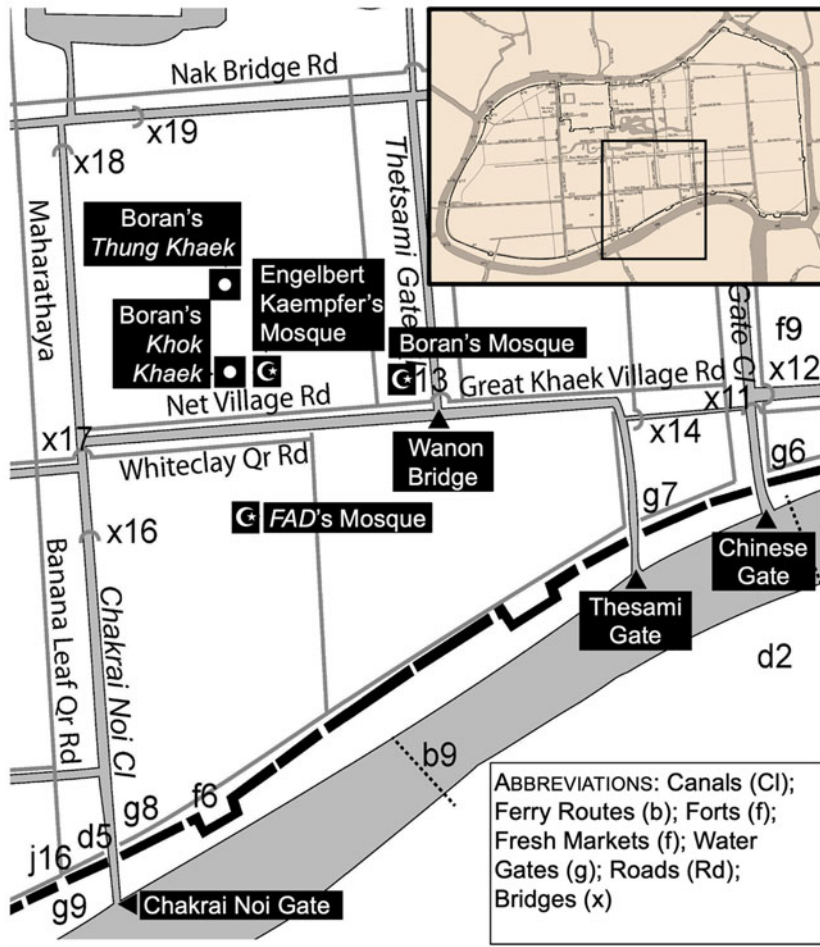 Nak Bridge Rd
x19
x18
Thetsami Gate
Maharathaya
Boran's
Thung Khaek
Engelbert
Kaempfer's
Mosque
Boran's
Khok
Khaek
Boran's Mosque
13
Gate Cl
f9
x12
Great Khaek Village Rd
x11
Net Village Rd
x17
x14
Wanon
Bridge
Whiteclay Qr Rd
g6
g7
FAD's Mosque
x16
Chinese
Gate
Thesami
Gate
Banana Leaf Qr Rd
Chakrai Noi Cl
d2
b9
f6
g8
d5
j16
g9
Chakrai Noi Gate
ABBREVIATIONS: Canals (Cl);
Ferry Routes (b); Forts (f);
Fresh Markets (f); Water
Gates (g); Roads (Rd);
Bridges (x)